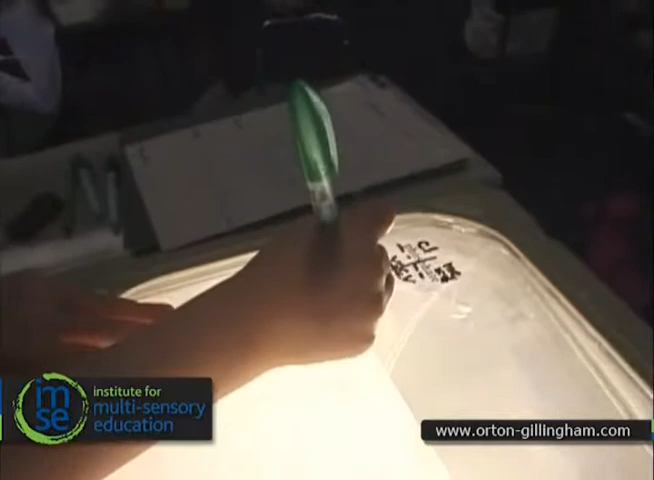 imse
institute for
multi-sensory
education
www.orton-gillingham.com